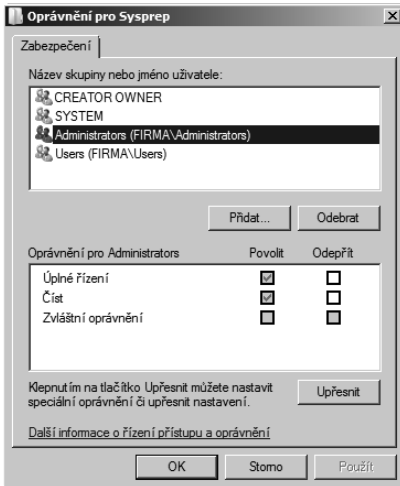 Oprávnění pro Sysprep
Zabezpečení
Název skupiny nebo jméno uživatele:
CREATOR OWNER
SYSTEM
Administrators (FIRMA\Administrators)
Users (FIRMA\Users)
Přidat...
Odebrat
Oprávnění pro Administrators Povolit Odepřít
Úplné řízení
Číst
Zvláštní oprávnění
Klepnutím na tlačítko Upřesnit můžete nastavit
speciální oprávnění či upřesnit nastavení.
Upřesnit
Další informace o řízení přístupu a oprávnění
OK
Storno
Použít